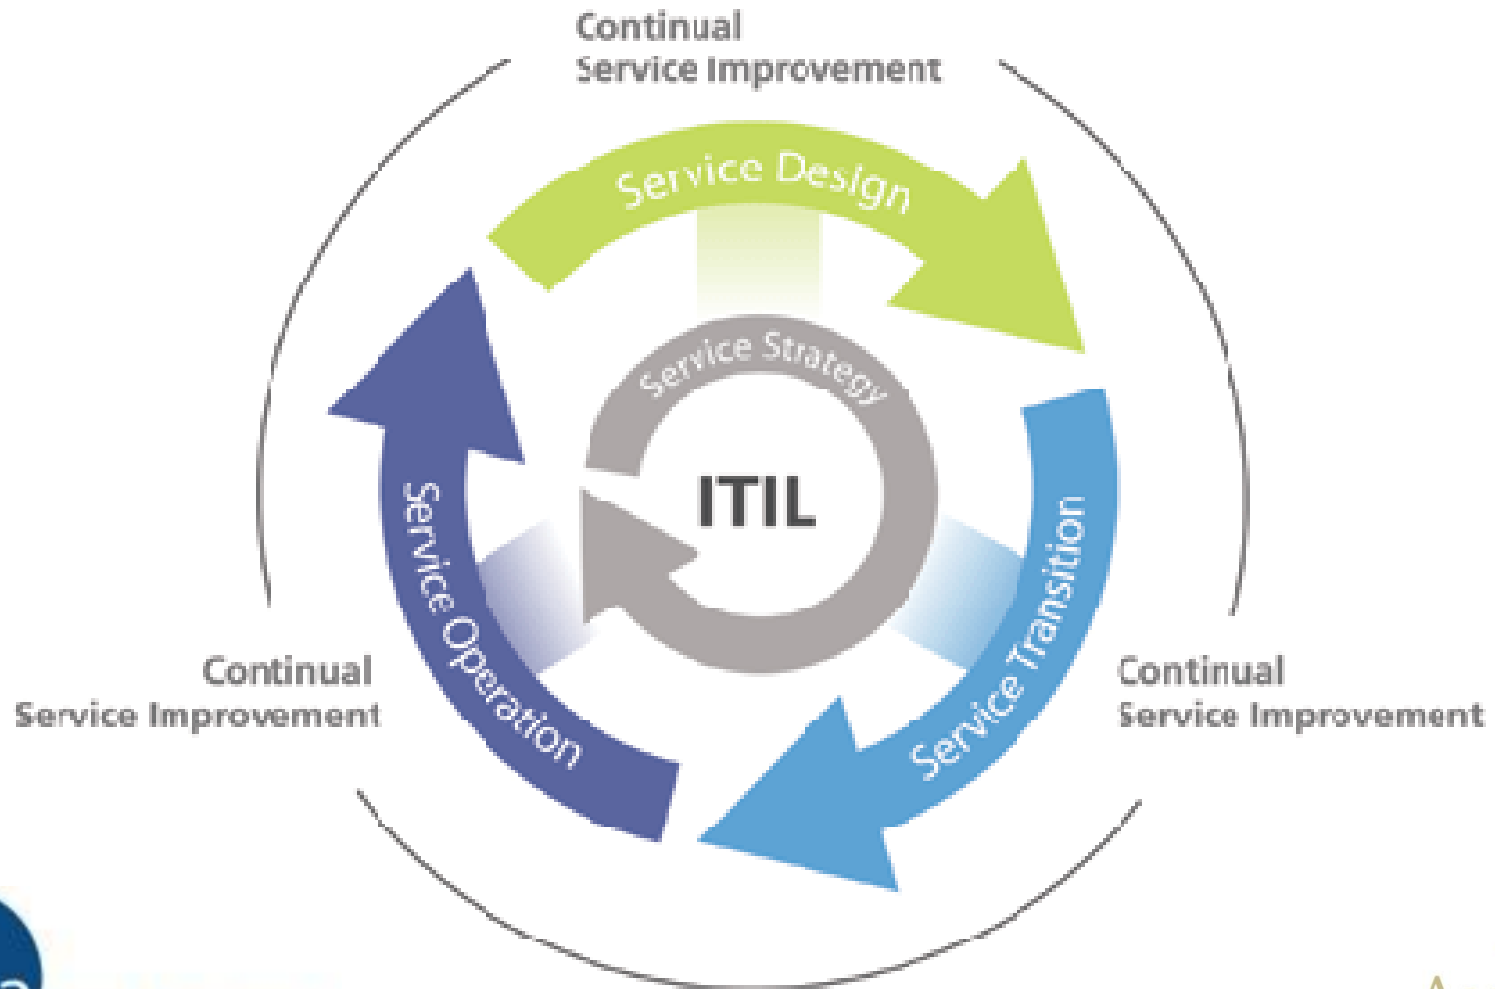 Continual
Service Improvement
Service Design
Service Strategy
ITIL
Service Operation
Service Transition
Continual
Service Improvement
Continual
Service Improvement